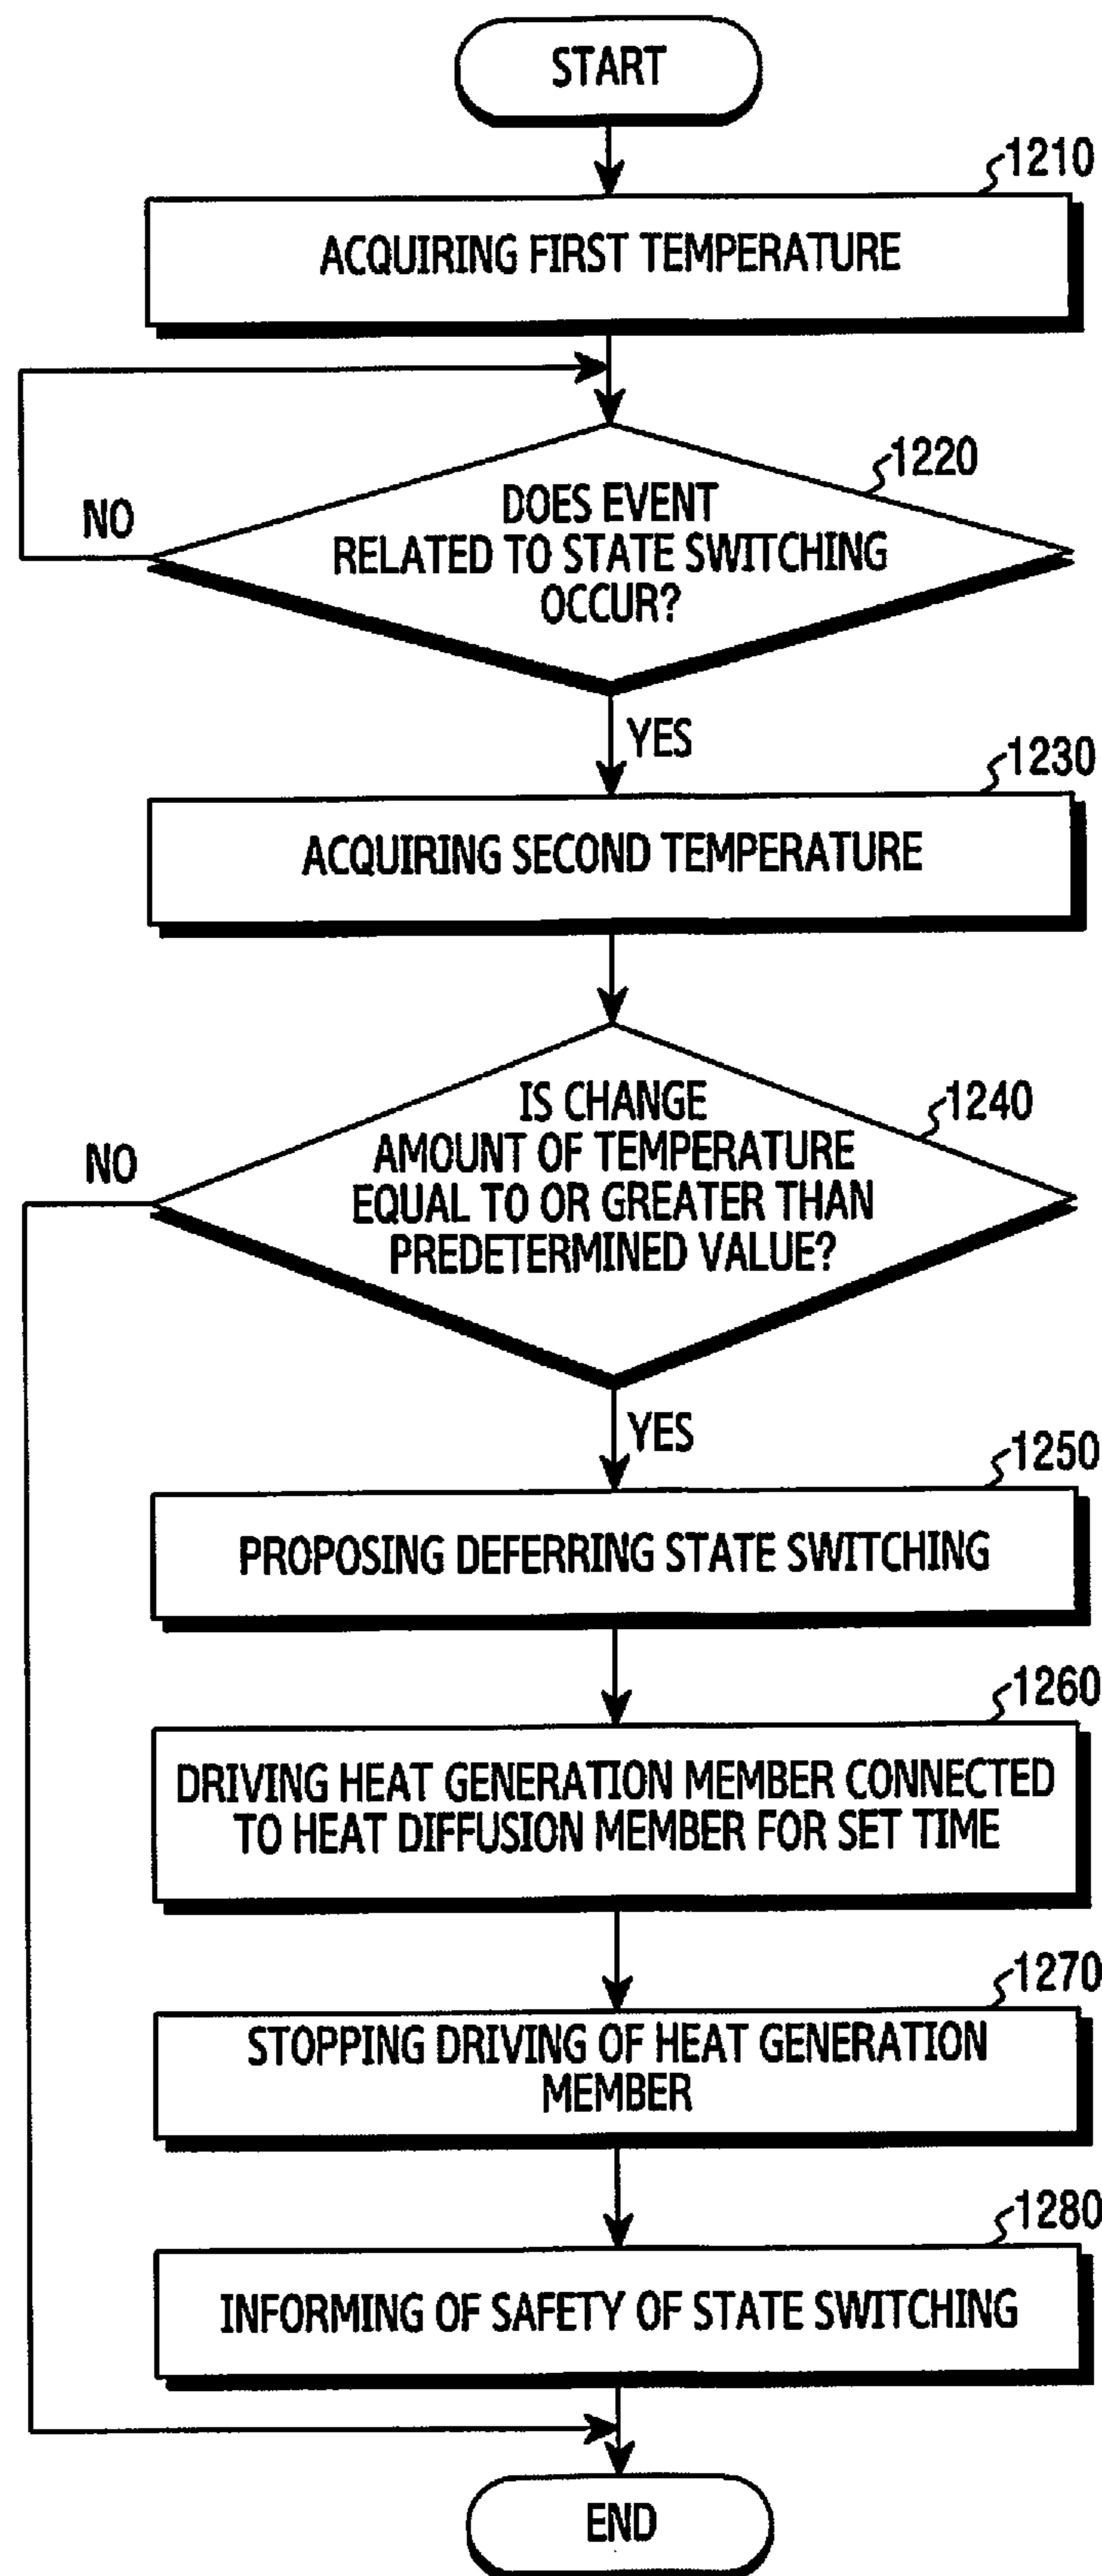 START
1210
ACQUIRING FIRST TEMPERATURE
1220
DOES EVENT
RELATED TO STATE SWITCHING
OCCUR?
NO
YES
1230
ACQUIRING SECOND TEMPERATURE
1240
IS CHANGE
AMOUNT OF TEMPERATURE
EQUAL TO OR GREATER THAN
PREDETERMINED VALUE?
NO
YES
1250
PROPOSING DEFERRING STATE SWITCHING
1260
DRIVING HEAT GENERATION MEMBER CONNECTED
TO HEAT DIFFUSION MEMBER FOR SET TIME
1270
STOPPING DRIVING OF HEAT GENERATION
MEMBER
1280
INFORMING OF SAFETY OF STATE SWITCHING
END